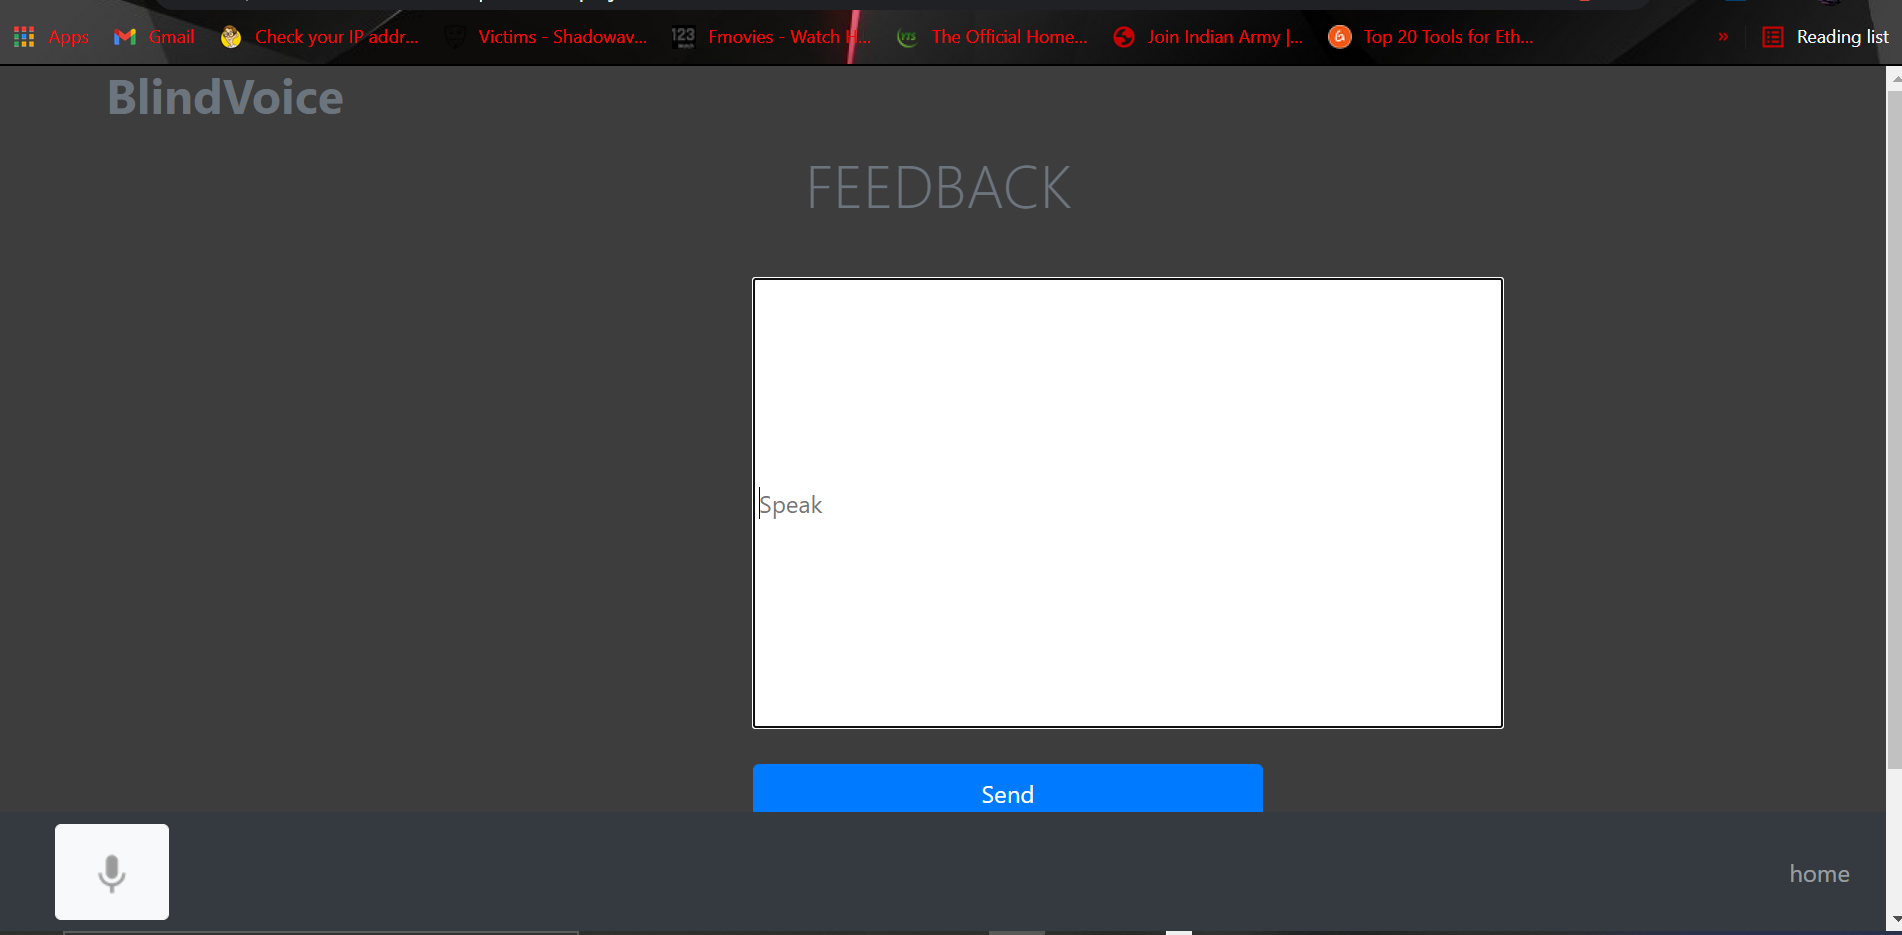 Apps Gmail Check your IP addr... Victims - Shadowav... Fmovies - Watch H... The Official Home... Join Indian Army |... Top 20 Tools for Eth... » Reading list
BlindVoice
FEEDBACK
Speak
Send
home